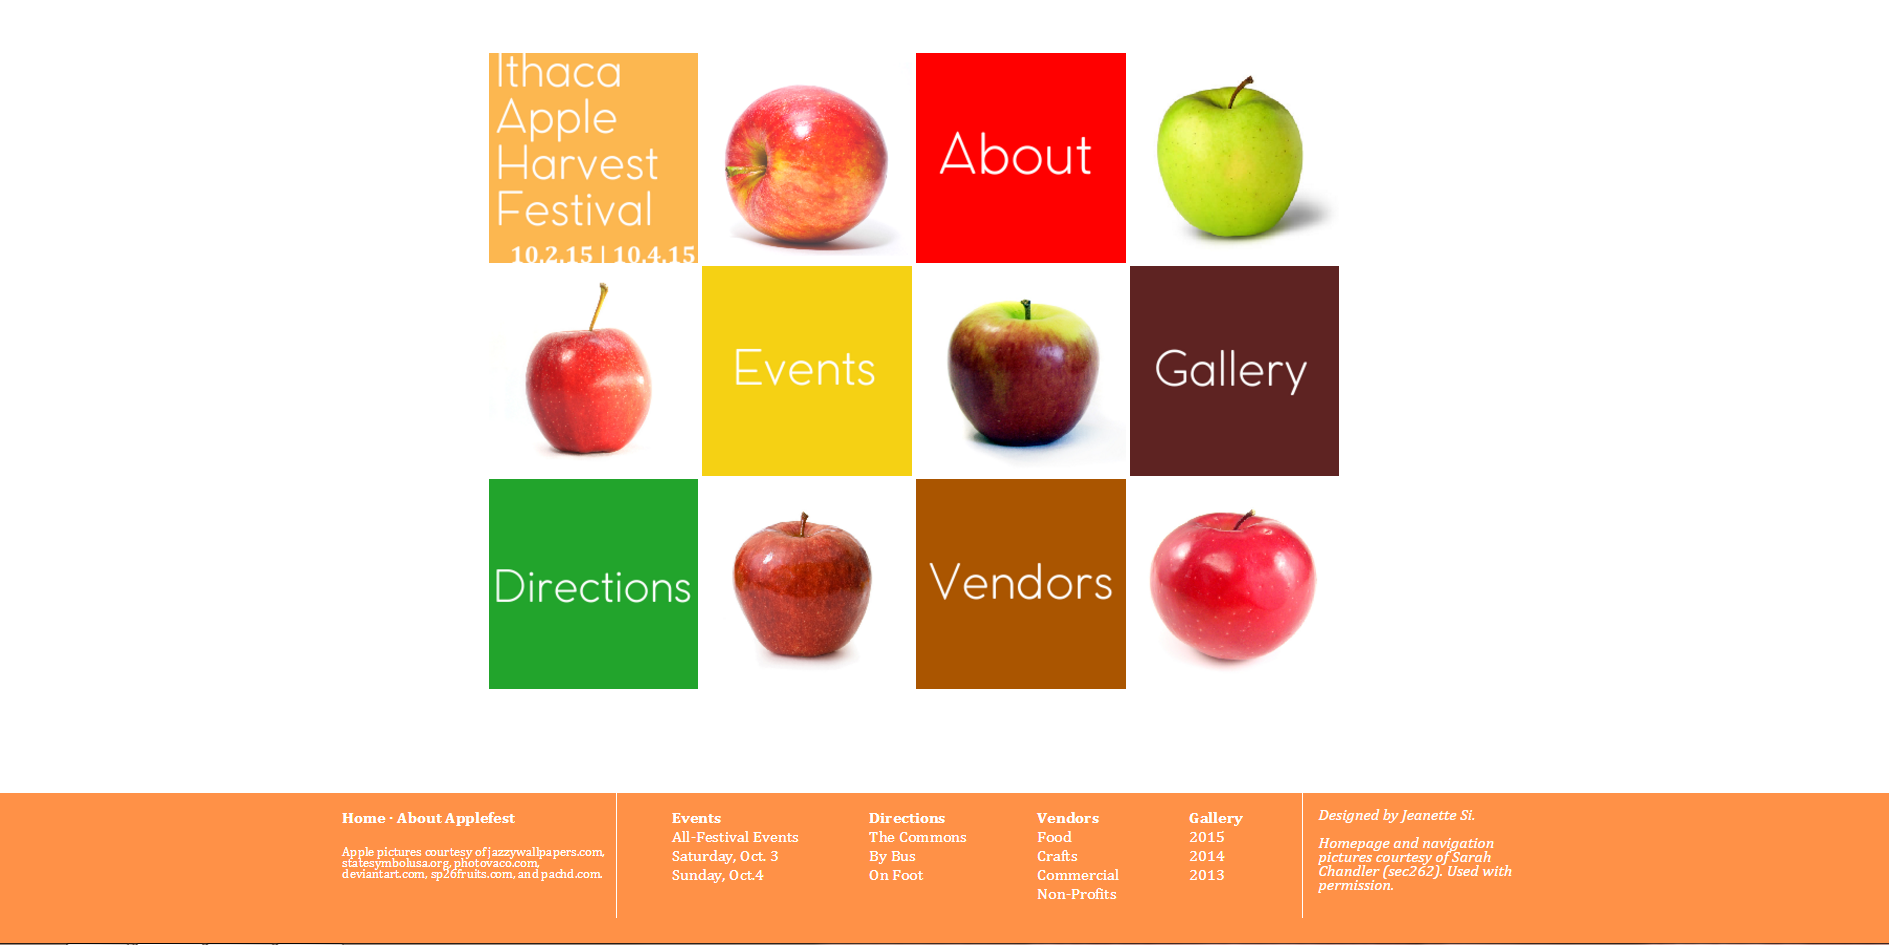 Ithaca
Apple
Harvest
Festival
10.2.15 | 10.4.15
About
Events
Gallery
Directions
Vendors
Home · About Applefest
Apple pictures courtesy of jazzywallpapers.com,
statesymbolusa.org, photovaco.com,
deviantart.com, sp26fruits.com, and pachd.com.
Events
All-Festival Events
Saturday, Oct. 3
Sunday, Oct.4
Directions
The Commons
By Bus
On Foot
Vendors
Food
Crafts
Commercial
Non-Profits
Gallery
2015
2014
2013
Designed by Jeanette Si.
Homepage and navigation
pictures courtesy of Sarah
Chandler (sec262). Used with
permission.